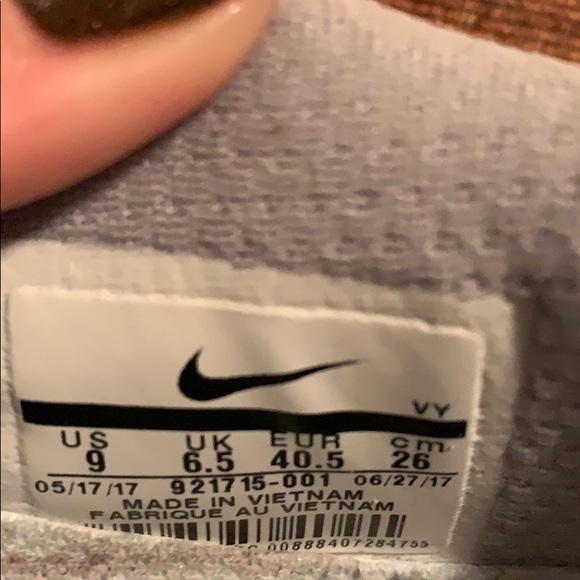 VY
US UK EUR cm
9 6.5 40.5 26
05/17/17 921715-001 06/27/17
MADE IN VIETNAM
FABRIQUE AU VIETNAM
00888407284755